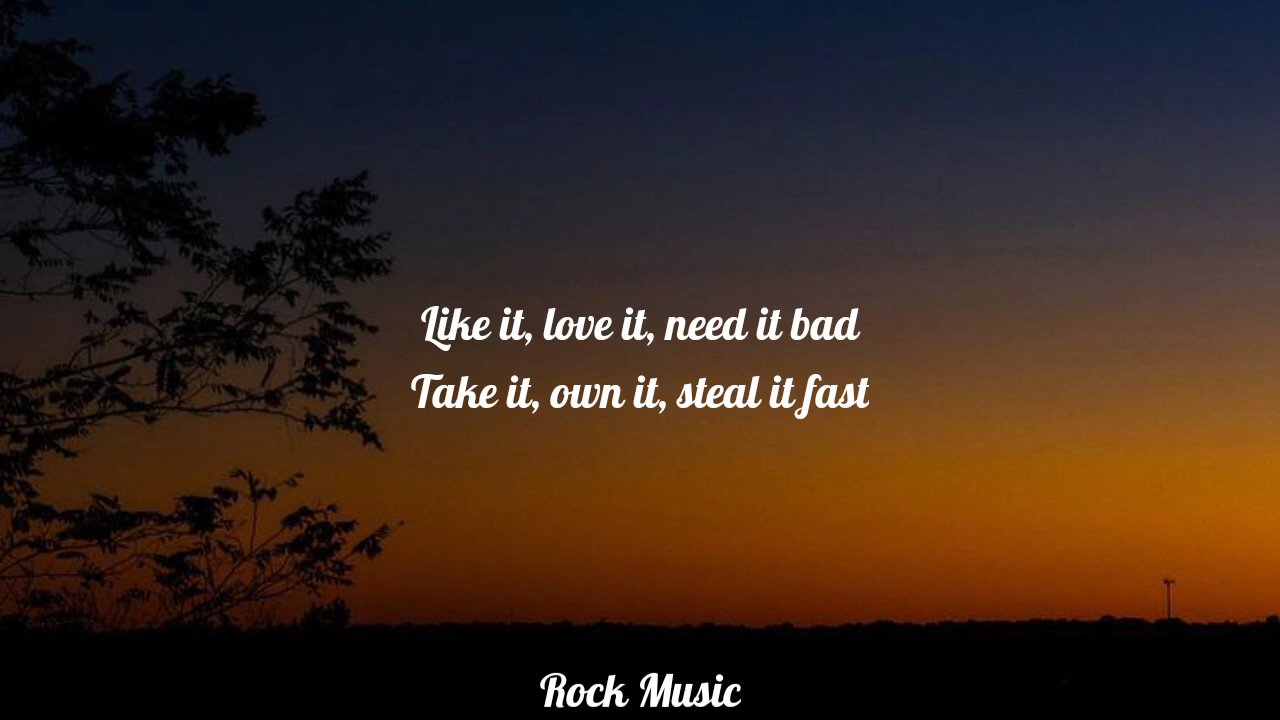 Like it, love it, need it bad
Take it, own it, steal it fast
Rock Music